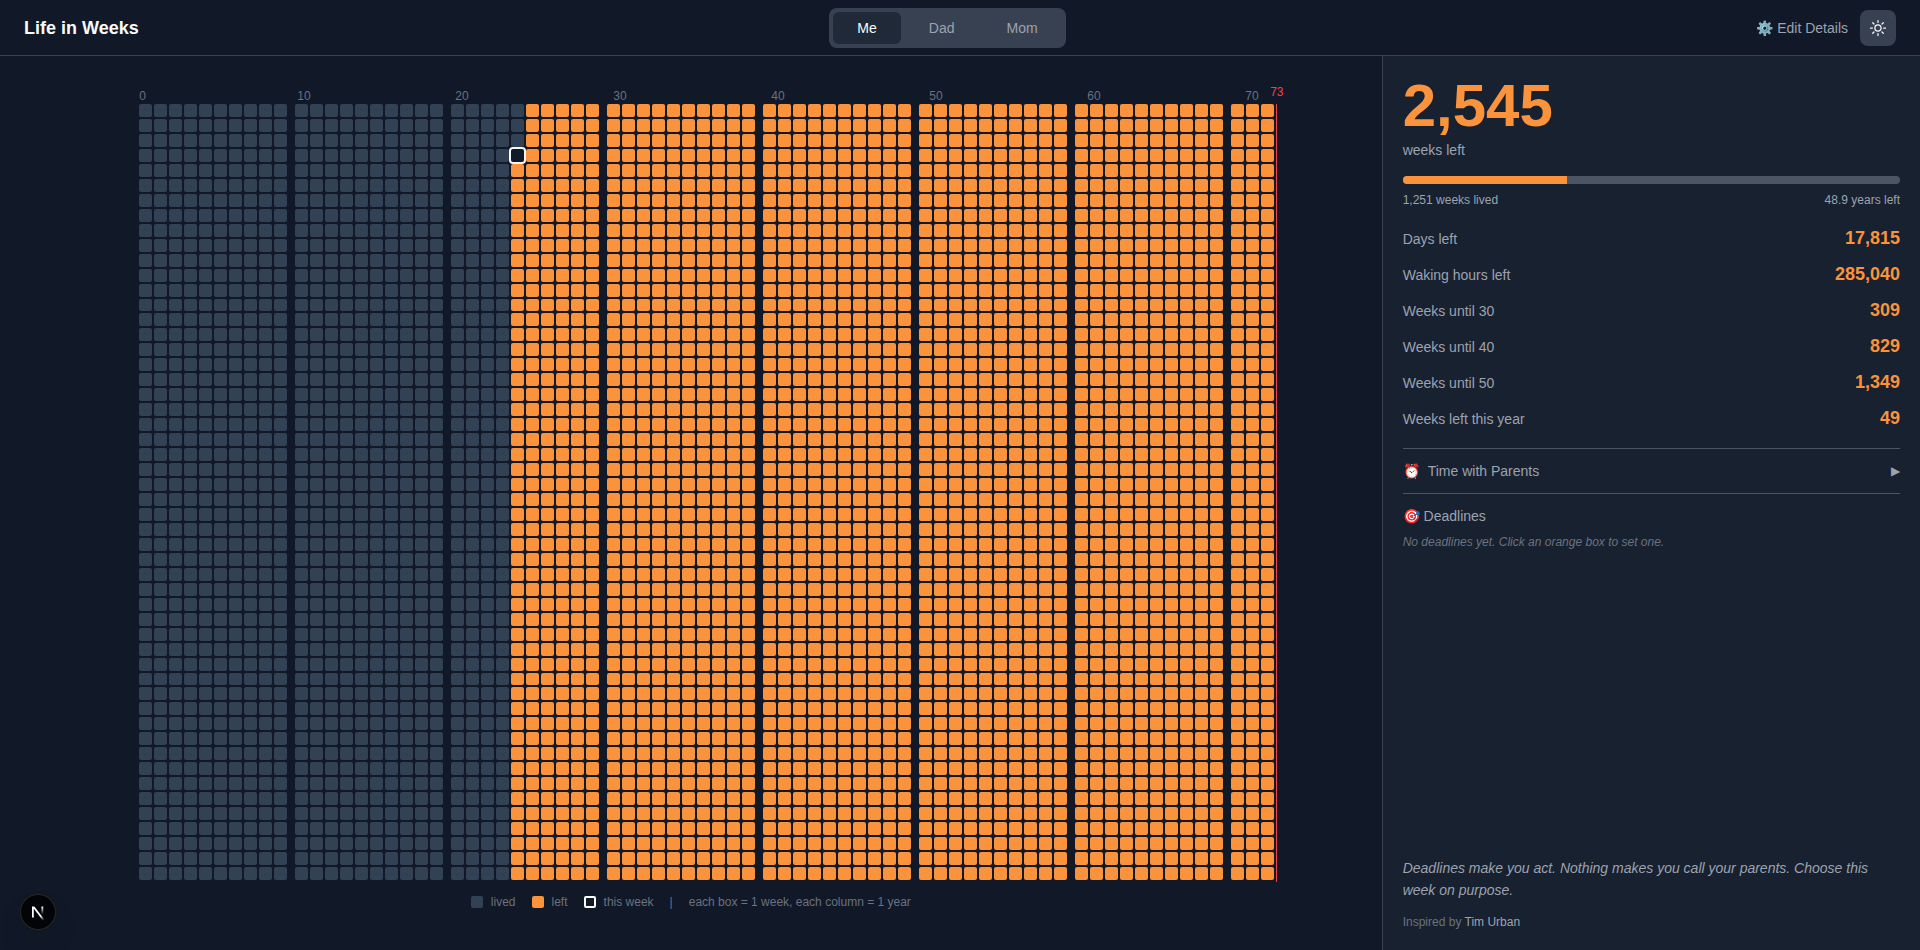 Life in Weeks
Me Dad Mom
⚙️ Edit Details
0 10 20 30 40 50 60 70 73
lived left this week | each box = 1 week, each column = 1 year
N
2,545
weeks left
1,251 weeks lived 48.9 years left
Days left 17,815
Waking hours left 285,040
Weeks until 30 309
Weeks until 40 829
Weeks until 50 1,349
Weeks left this year 49
⏰ Time with Parents ▶
🎯 Deadlines
No deadlines yet. Click an orange box to set one.
Deadlines make you act. Nothing makes you call your parents. Choose this
week on purpose.
Inspired by Tim Urban